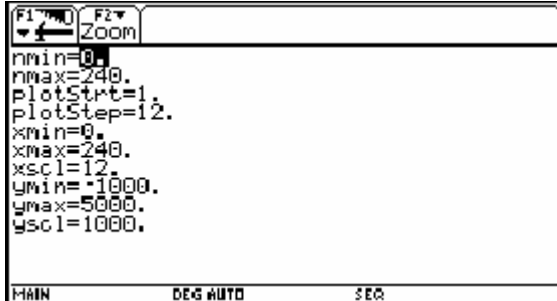 F1 F2
Zoom
nmin=0.
nmax=240.
plotStrt=1.
plotStep=12.
xmin=0.
xmax=240.
xscl=12.
ymin=-1000.
ymax=5000.
yscl=1000.
MAIN DEG AUTO SEQ